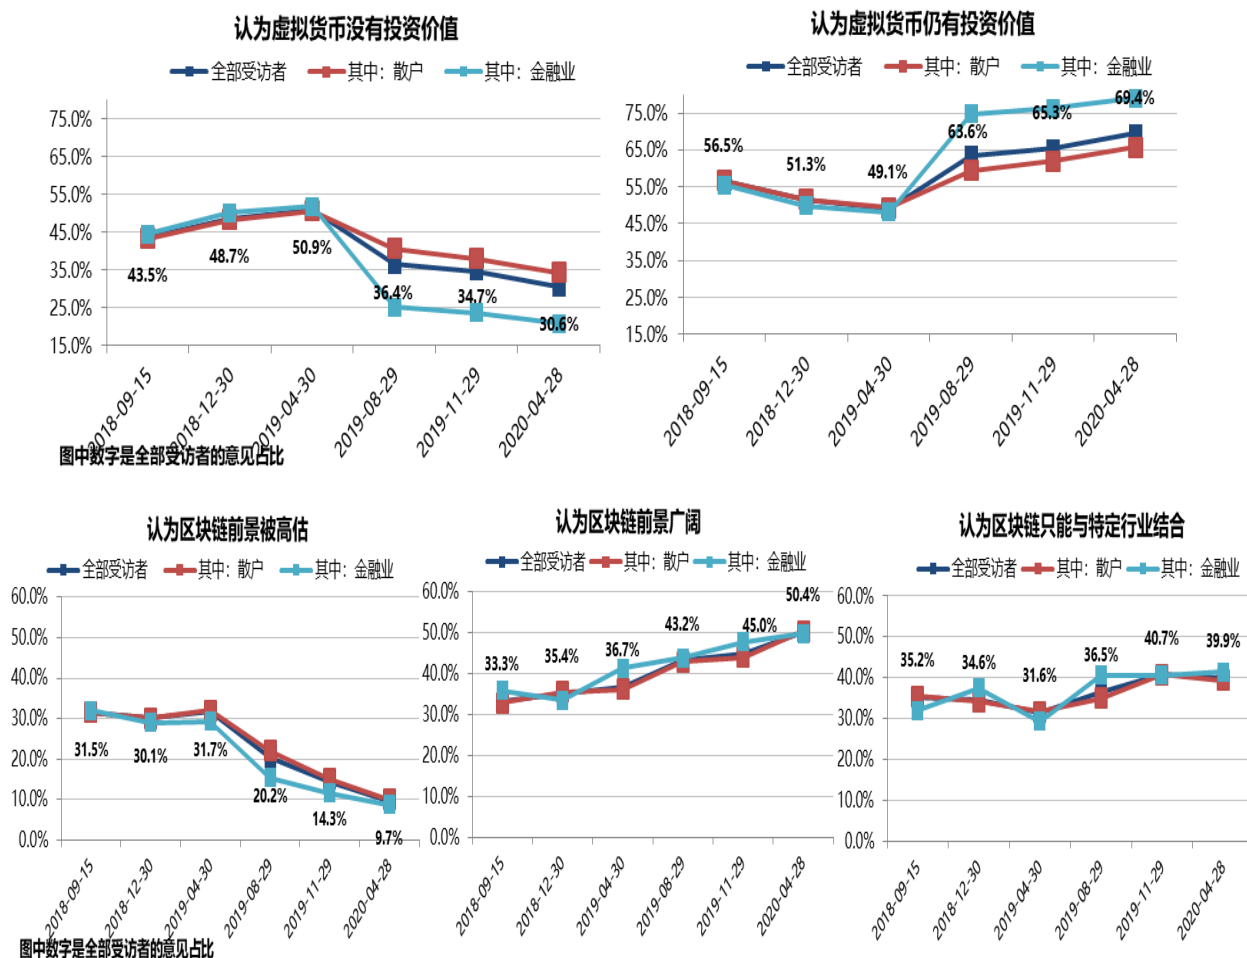 认为虚拟货币没有投资价值
全部受访者 其中：散户 其中：金融业
75.0%
65.0%
55.0%
45.0%
35.0%
25.0%
15.0%
43.5% 48.7% 50.9% 36.4% 34.7% 30.6%
2018-09-15 2018-12-30 2019-04-30 2019-08-29 2019-11-29 2020-04-28
图中数字是全部受访者的意见占比
认为虚拟货币仍有投资价值
全部受访者 其中：散户 其中：金融业
75.0%
65.0%
55.0%
45.0%
35.0%
25.0%
15.0%
56.5% 51.3% 49.1% 63.6% 65.3% 69.4%
2018-09-15 2018-12-30 2019-04-30 2019-08-29 2019-11-29 2020-04-28
认为区块链前景被高估
全部受访者 其中：散户 其中：金融业
60.0%
50.0%
40.0%
30.0%
20.0%
10.0%
0.0%
31.5% 30.1% 31.7% 20.2% 14.3% 9.7%
2018-09-15 2018-12-30 2019-04-30 2019-08-29 2019-11-29 2020-04-28
图中数字是全部受访者的意见占比
认为区块链前景广阔
全部受访者 其中：散户 其中：金融业
60.0%
50.0%
40.0%
30.0%
20.0%
10.0%
0.0%
33.3% 35.4% 36.7% 43.2% 45.0% 50.4%
2018-09-15 2018-12-30 2019-04-30 2019-08-29 2019-11-29 2020-04-28
认为区块链只能与特定行业结合
全部受访者 其中：散户 其中：金融业
60.0%
50.0%
40.0%
30.0%
20.0%
10.0%
0.0%
35.2% 34.6% 31.6% 36.5% 40.7% 39.9%
2018-09-15 2018-12-30 2019-04-30 2019-08-29 2019-11-29 2020-04-28